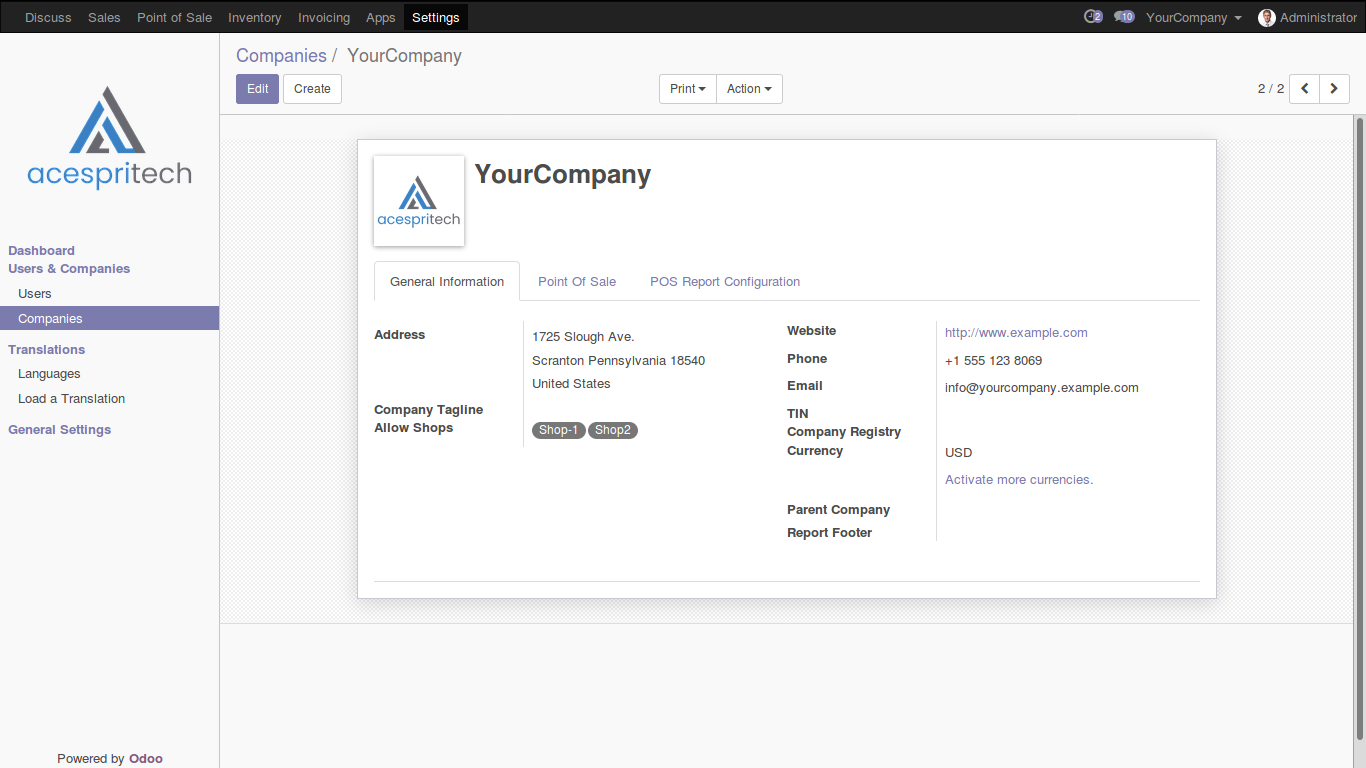 Discuss Sales Point of Sale Inventory Invoicing Apps Settings 2 10 YourCompany Administrator
Companies / YourCompany
Edit Create Print Action 2 / 2
acespritech
Dashboard
Users & Companies
Users
Companies
Translations
Languages
Load a Translation
General Settings
Powered by Odoo
acespritech
YourCompany
General Information Point Of Sale POS Report Configuration
Address 1725 Slough Ave.
Scranton Pennsylvania 18540
United States
Company Tagline
Allow Shops Shop-1 Shop2
Website http://www.example.com
Phone +1 555 123 8069
Email info@yourcompany.example.com
TIN
Company Registry
Currency USD
Activate more currencies.
Parent Company
Report Footer